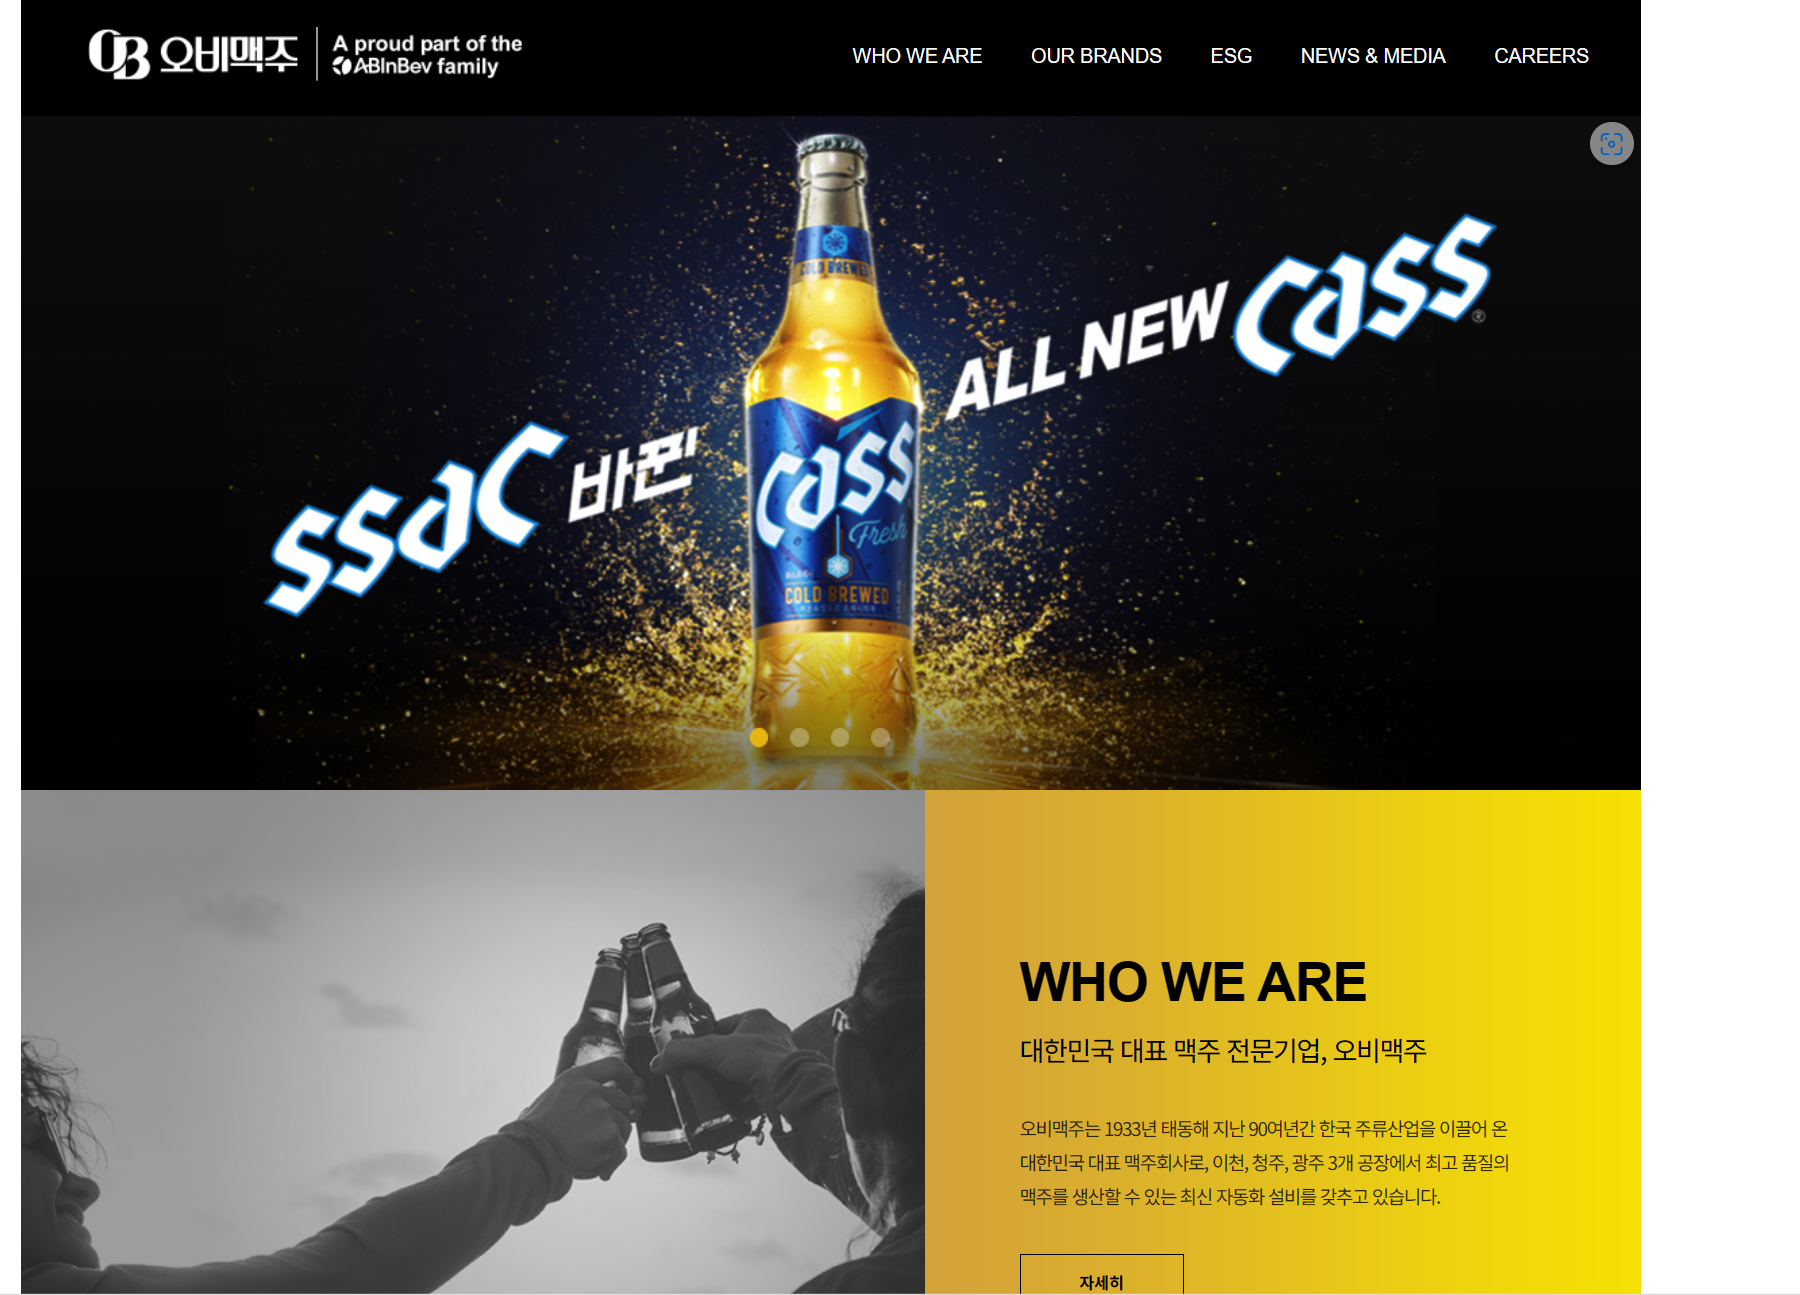 OB 오비맥주
A proud part of the
ABInBev family
WHO WE ARE
OUR BRANDS
ESG
NEWS & MEDIA
CAREERS
COLD BREWED
ALL NEW Cass
ssaC 바꾼
Cass
Fresh
COLD BREWED
WHO WE ARE
대한민국 대표 맥주 전문기업, 오비맥주
오비맥주는 1933년 태동해 지난 90여년간 한국 주류산업을 이끌어 온
대한민국 대표 맥주회사로, 이천, 청주, 광주 3개 공장에서 최고 품질의
맥주를 생산할 수 있는 최신 자동화 설비를 갖추고 있습니다.
자세히